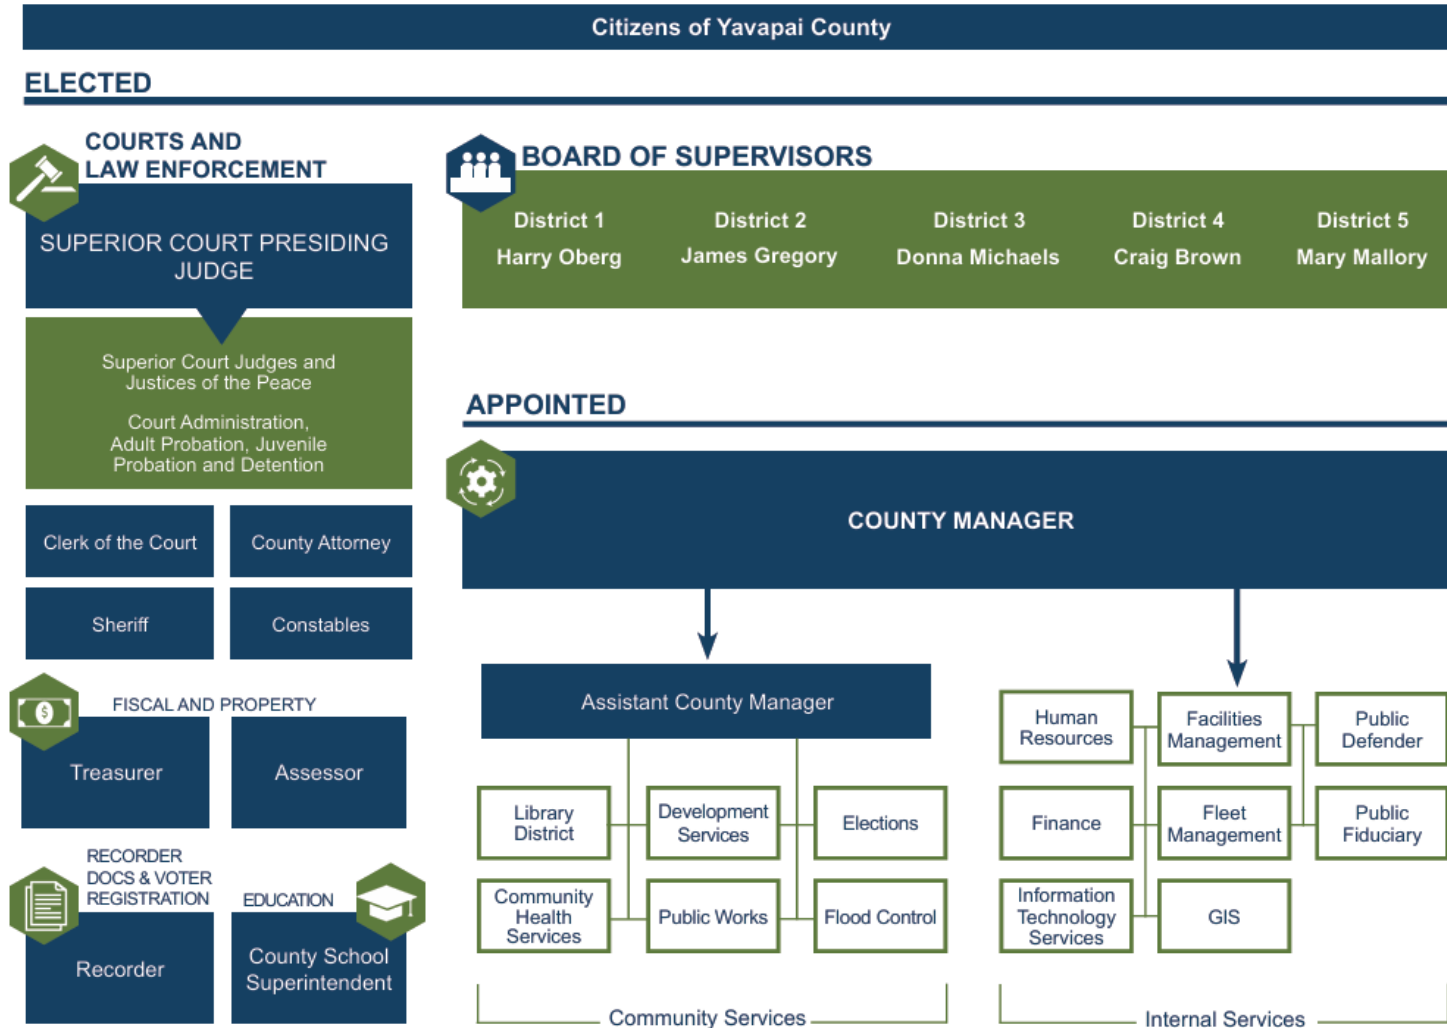 Citizens of Yavapai County
ELECTED
COURTS AND
LAW ENFORCEMENT
SUPERIOR COURT PRESIDING
JUDGE
Superior Court Judges and
Justices of the Peace
Court Administration,
Adult Probation, Juvenile
Probation and Detention
Clerk of the Court
County Attorney
Sheriff
Constables
FISCAL AND PROPERTY
Treasurer
Assessor
RECORDER
DOCS & VOTER
REGISTRATION
Recorder
EDUCATION
County School
Superintendent
BOARD OF SUPERVISORS
District 1
Harry Oberg
District 2
James Gregory
District 3
Donna Michaels
District 4
Craig Brown
District 5
Mary Mallory
APPOINTED
COUNTY MANAGER
Assistant County Manager
Library
District
Development
Services
Elections
Community
Health
Services
Public Works
Flood Control
Community Services
Human
Resources
Facilities
Management
Public
Defender
Finance
Fleet
Management
Public
Fiduciary
Information
Technology
Services
GIS
Internal Services